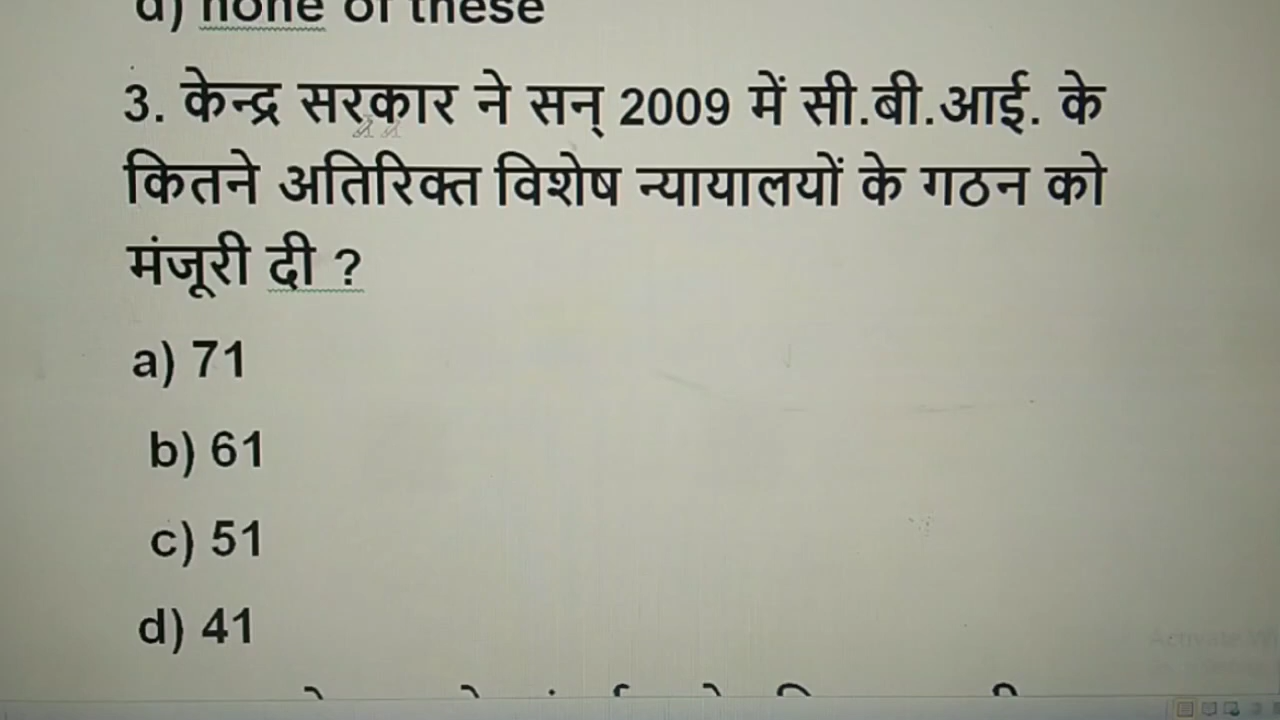 d) none of these
3. केन्द्र सरकार ने सन् 2009 में सी.बी.आई. के
कितने अतिरिक्त विशेष न्यायालयों के गठन को
मंजूरी दी ?
a) 71
b) 61
c) 51
d) 41